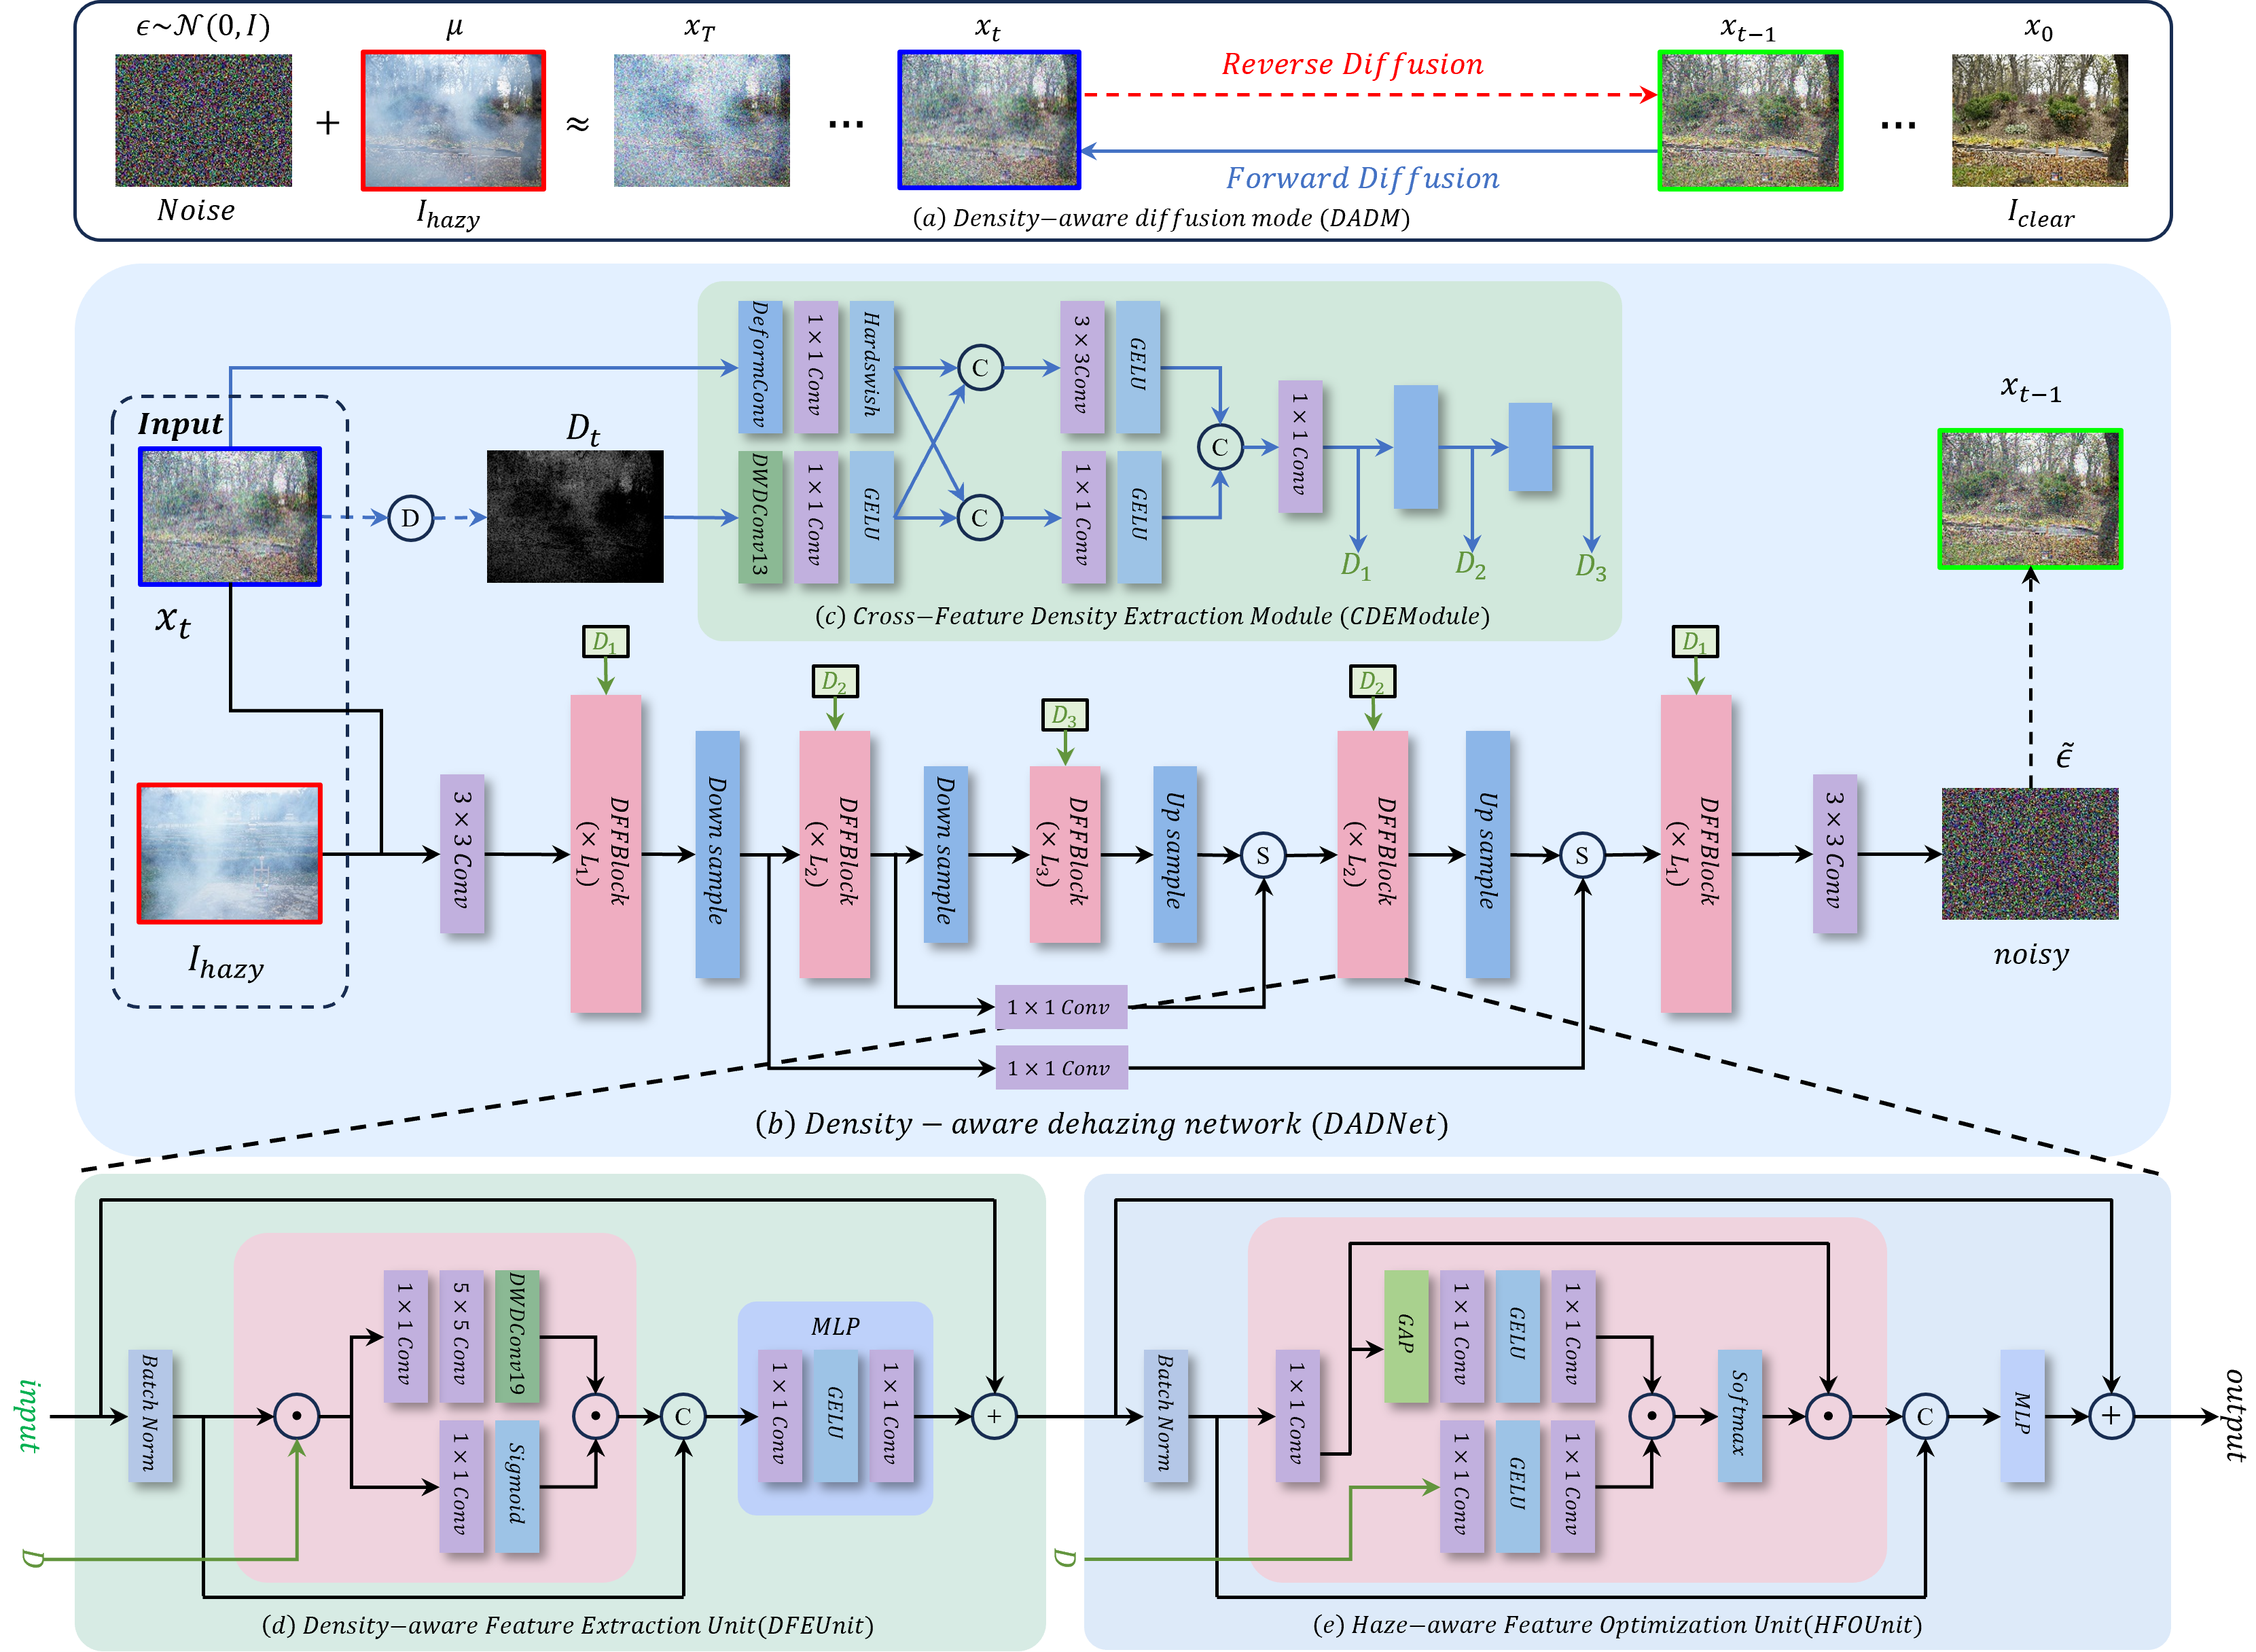 ϵ~𝒩(0, I)
μ
x_T
x_t
x_{t−1}
x_0
+
≈
...
Reverse Diffusion
Forward Diffusion
...
Noise
I_{hazy}
(a) Density−aware diffusion mode (DADM)
I_{clear}
Input
x_t
D
D_t
DeformConv
1 × 1 Conv
Hardswish
C
3 × 3Conv
GELU
DWDConv13
1 × 1 Conv
GELU
C
1 × 1 Conv
GELU
C
1 × 1 Conv
D_1
D_2
D_3
(c) Cross−Feature Density Extraction Module (CDEModule)
x_{t−1}
I_{hazy}
3 × 3 Conv
D_1
DFFBlock
(× L_1)
Down sample
D_2
DFFBlock
(× L_2)
Down sample
D_3
DFFBlock
(× L_3)
Up sample
S
D_2
DFFBlock
(× L_2)
Up sample
S
D_1
DFFBlock
(× L_1)
3 × 3 Conv
ϵ̃
noisy
1 × 1 Conv
1 × 1 Conv
(b) Density − aware dehazing network (DADNet)
input
D
Batch Norm
1 × 1 Conv
5 × 5 Conv
DWDConv19
1 × 1 Conv
Sigmoid
C
MLP
1 × 1 Conv
GELU
1 × 1 Conv
+
(d) Density−aware Feature Extraction Unit(DFEUnit)
D
Batch Norm
1 × 1 Conv
GAP
1 × 1 Conv
GELU
1 × 1 Conv
1 × 1 Conv
GELU
1 × 1 Conv
Softmax
C
MLP
+
output
(e) Haze−aware Feature Optimization Unit(HFOUnit)